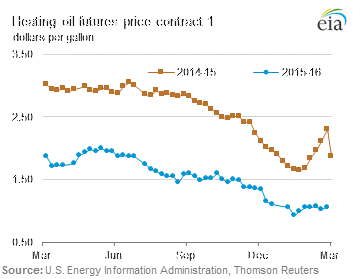 Heating oil futures price contract 1
dollars per gallon
eia
3.50
2014-15
2015-16
2.50
1.50
0.50
Mar
Jun
Sep
Dec
Mar
Source: U.S. Energy Information Administration, Thomson Reuters